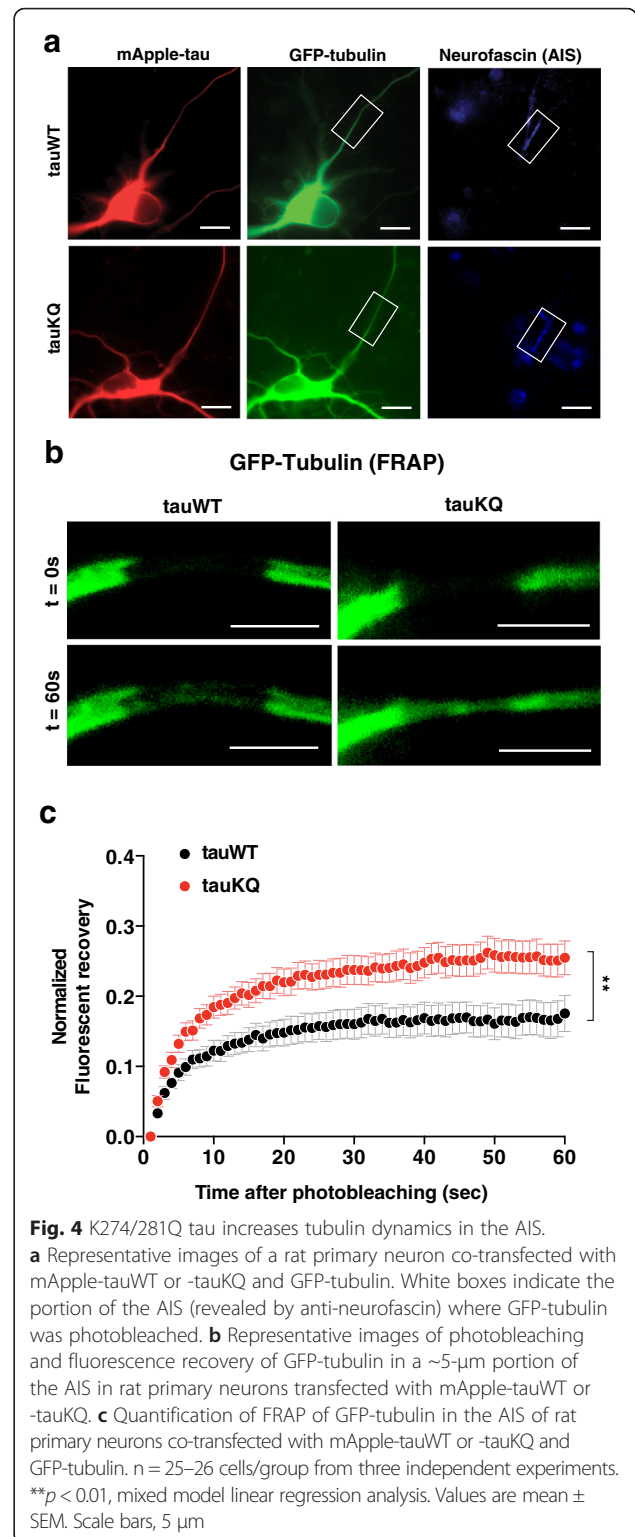 a
mApple-tau GFP-tubulin Neurofascin (AIS)
tauWT
tauKQ
b
GFP-Tubulin (FRAP)
tauWT tauKQ
t = 0s
t = 60s
c
tauWT
tauKQ
Normalized
Fluorescent recovery
0.4
0.3
0.2
0.1
0.0
**
0 10 20 30 40 50 60
Time after photobleaching (sec)
Fig. 4 K274/281Q tau increases tubulin dynamics in the AIS.
a Representative images of a rat primary neuron co-transfected with
mApple-tauWT or -tauKQ and GFP-tubulin. White boxes indicate the
portion of the AIS (revealed by anti-neurofascin) where GFP-tubulin
was photobleached. b Representative images of photobleaching
and fluorescence recovery of GFP-tubulin in a ~5-μm portion of
the AIS in rat primary neurons transfected with mApple-tauWT or
-tauKQ. c Quantification of FRAP of GFP-tubulin in the AIS of rat
primary neurons co-transfected with mApple-tauWT or -tauKQ and
GFP-tubulin. n = 25–26 cells/group from three independent experiments.
**p < 0.01, mixed model linear regression analysis. Values are mean ±
SEM. Scale bars, 5 μm